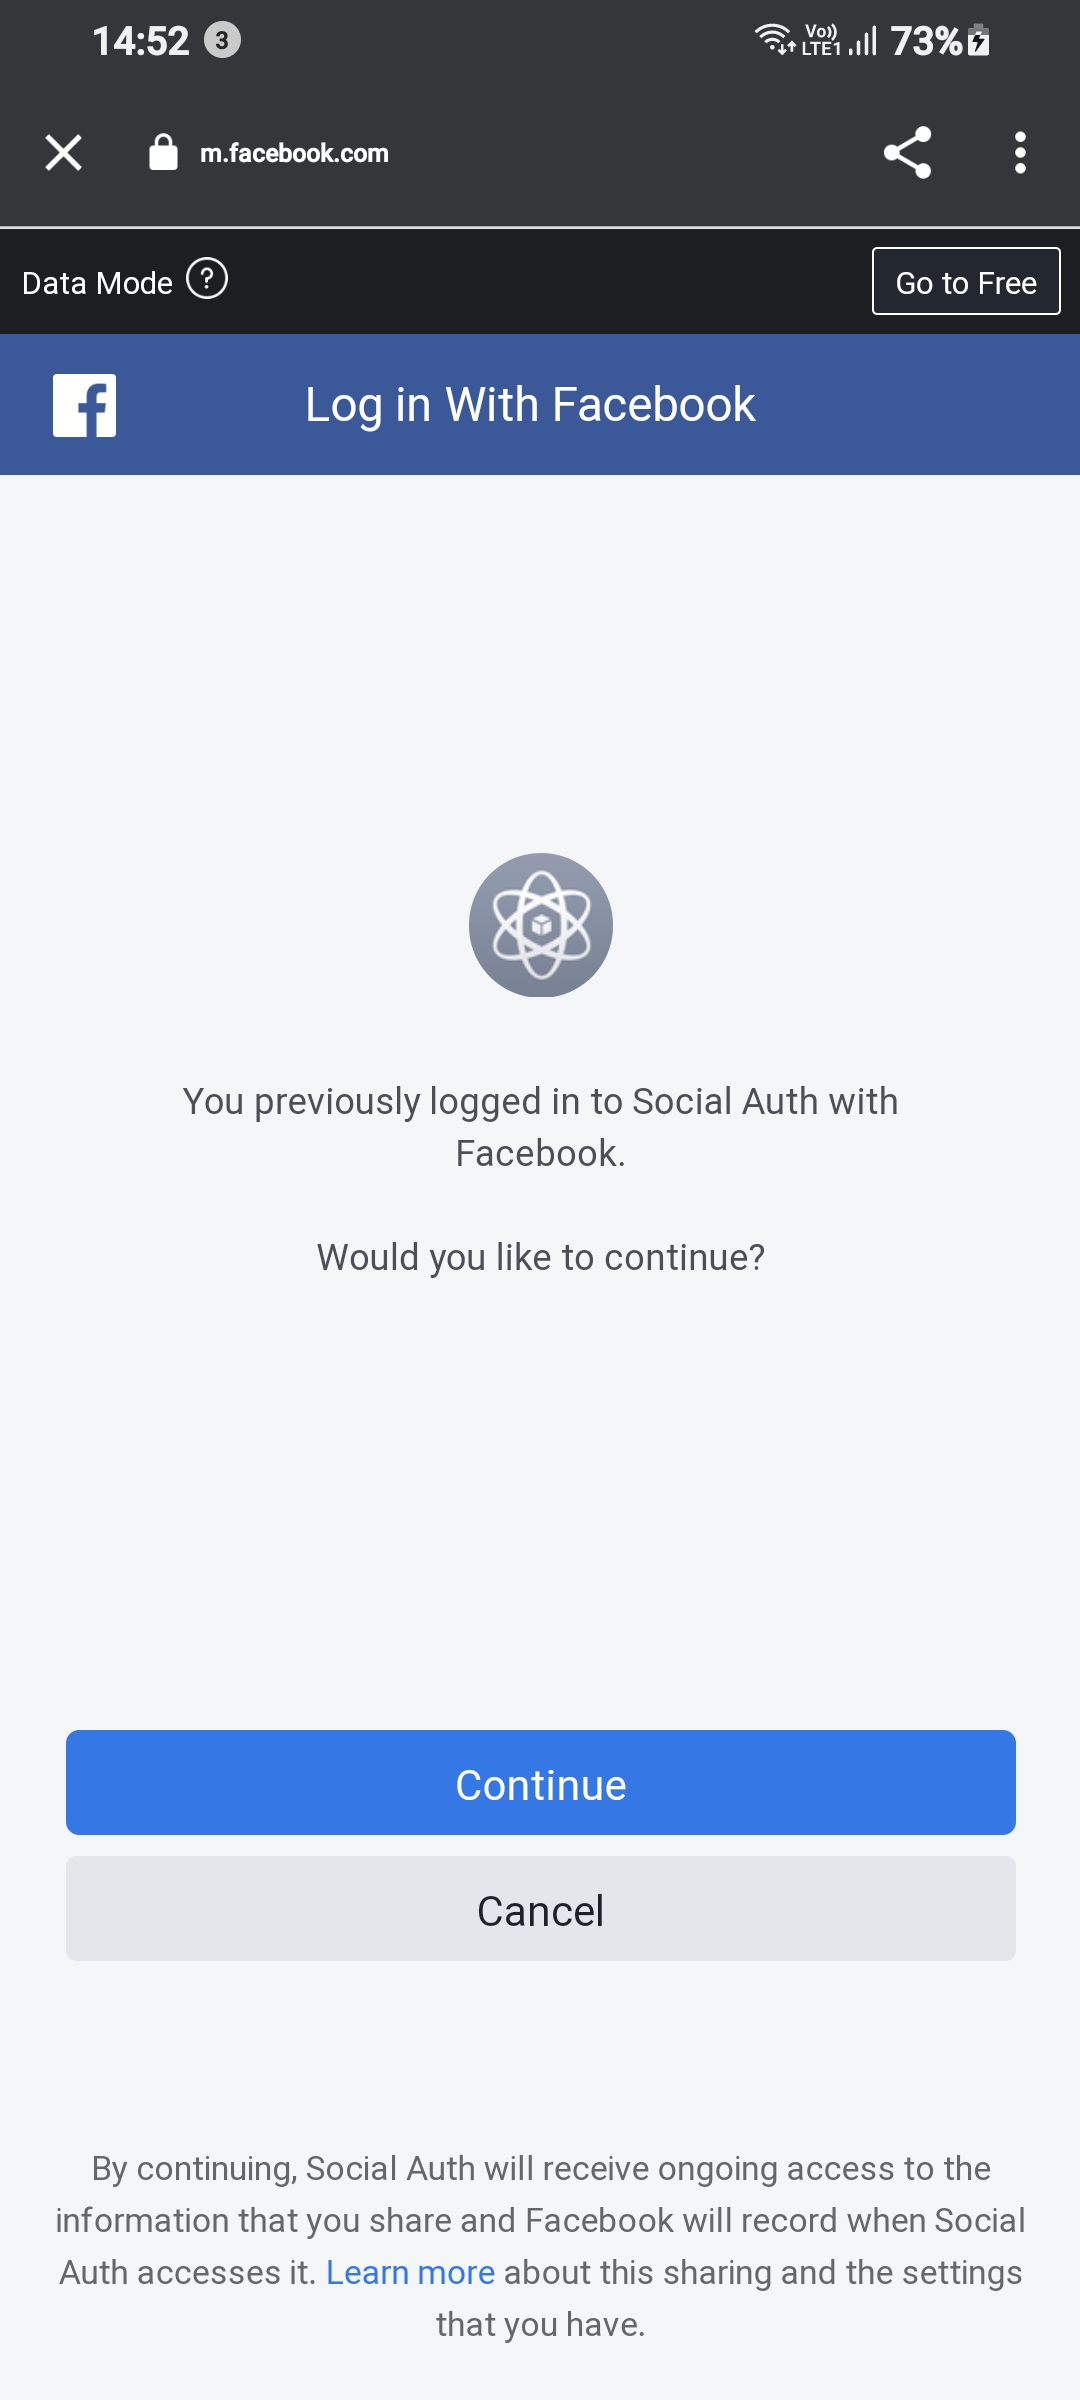 14:52 3 Vo)) LTE1 73%
m.facebook.com
Data Mode ? Go to Free
Log in With Facebook
You previously logged in to Social Auth with
Facebook.
Would you like to continue?
Continue
Cancel
By continuing, Social Auth will receive ongoing access to the
information that you share and Facebook will record when Social
Auth accesses it. Learn more about this sharing and the settings
that you have.